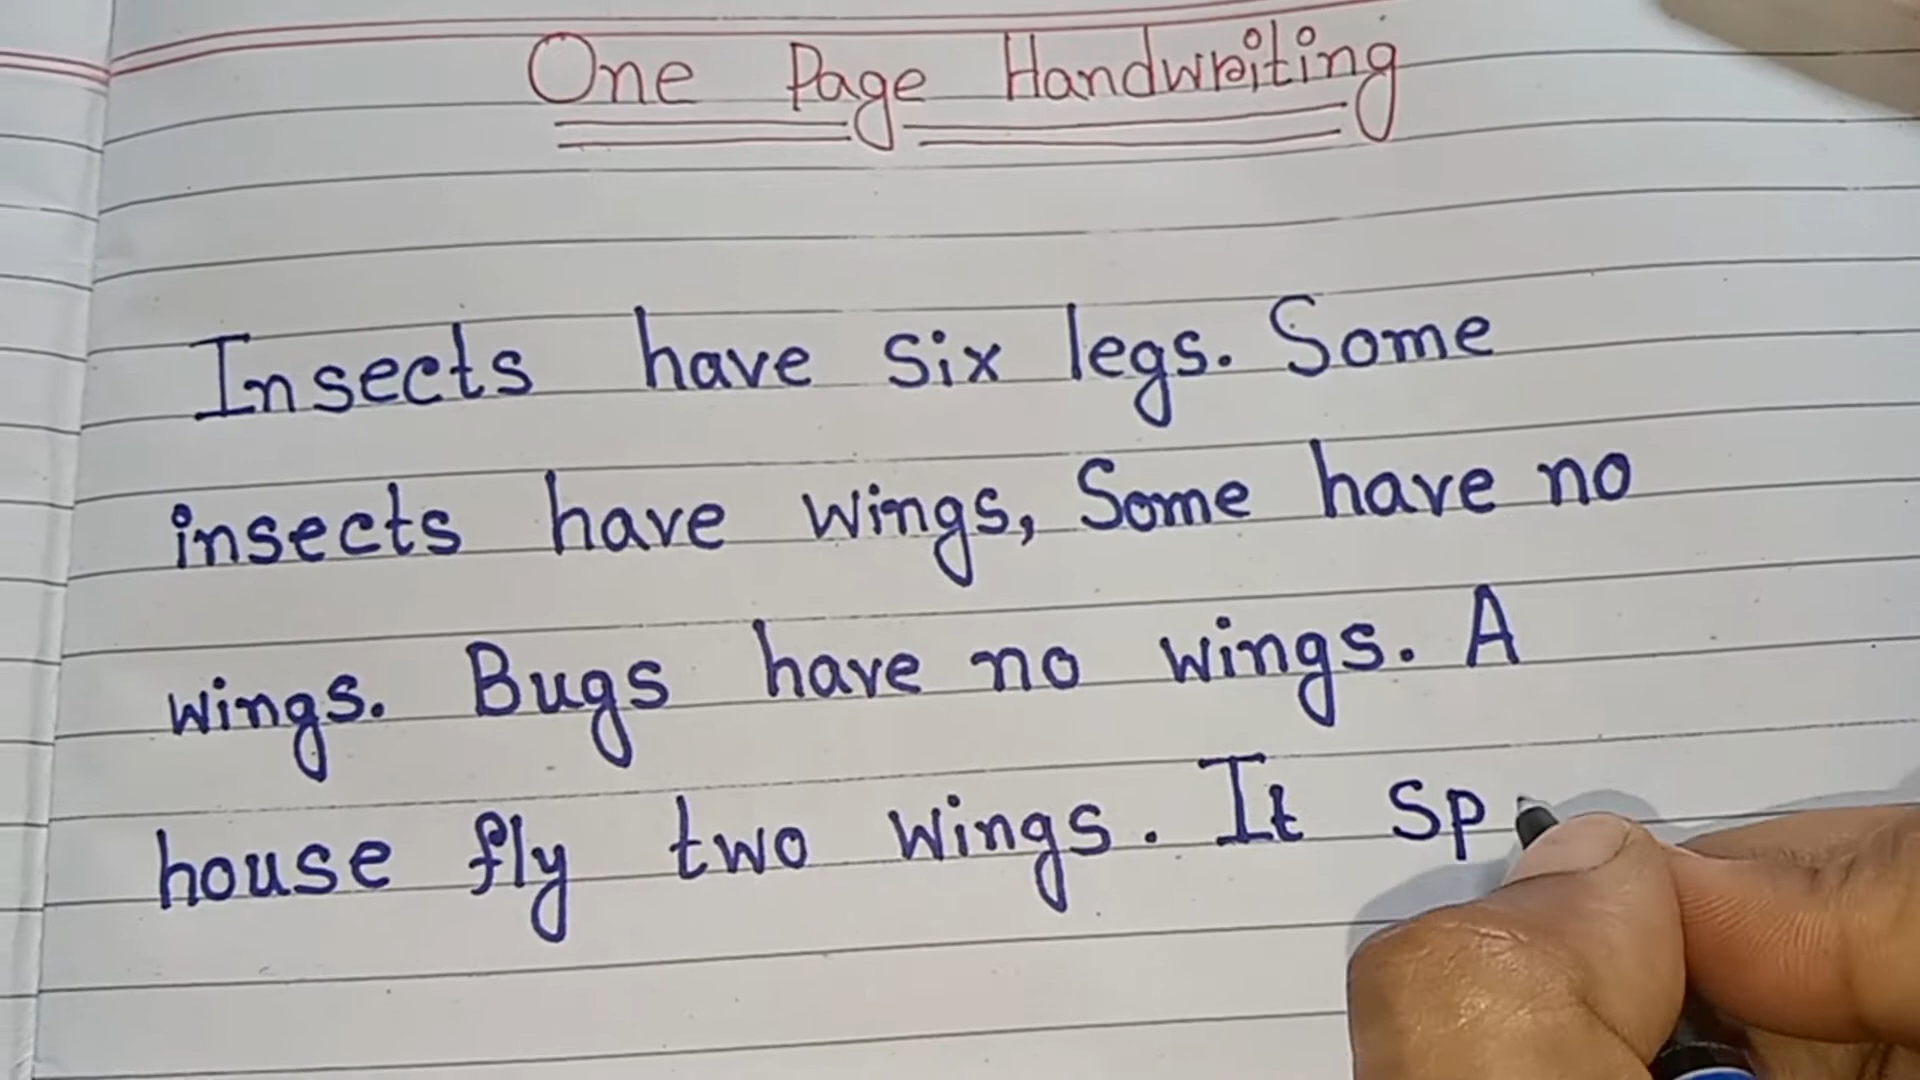 One Page Handwriting
Insects have six legs. Some
insects have wings, Some have no
wings. Bugs have no wings. A
house fly two wings. It sp